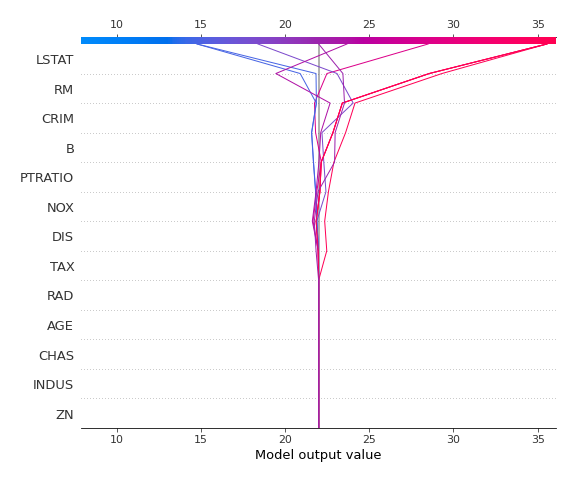 10 15 20 25 30 35
LSTAT
RM
CRIM
B
PTRATIO
NOX
DIS
TAX
RAD
AGE
CHAS
INDUS
ZN
10 15 20 25 30 35
Model output value